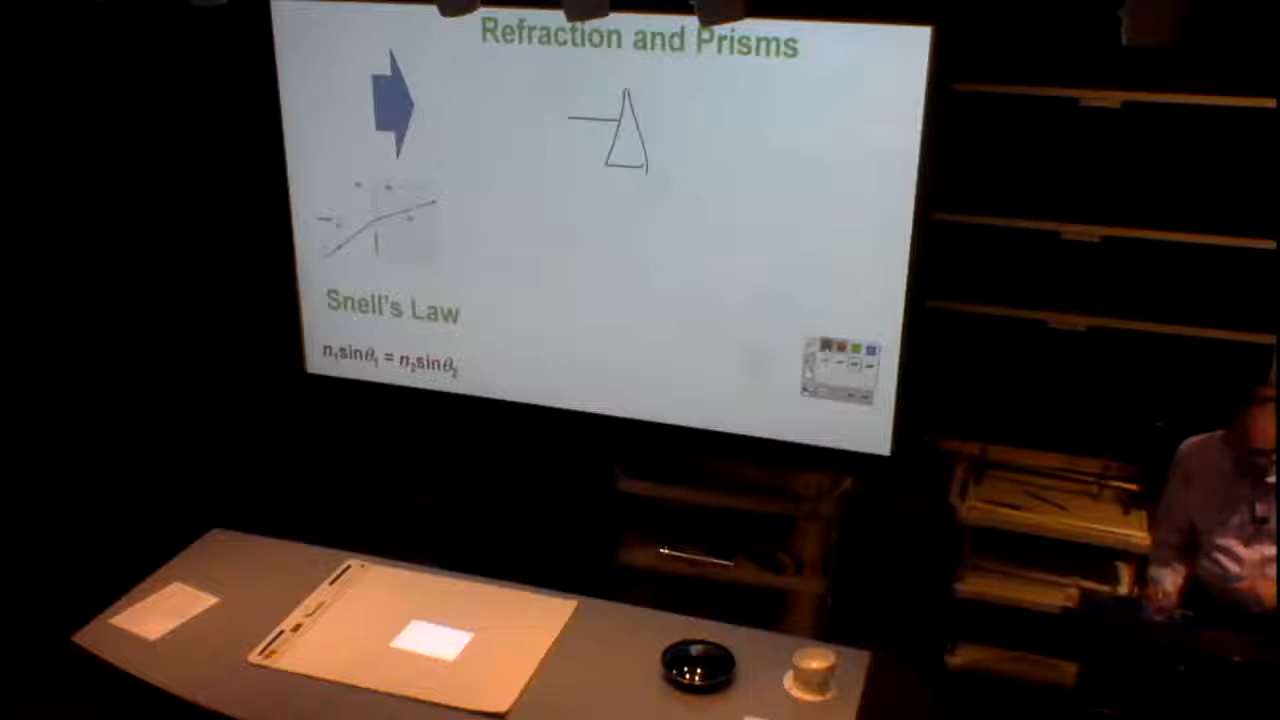 Refraction and Prisms
Snell's Law
n₁sinθ₁ = n₂sinθ₂